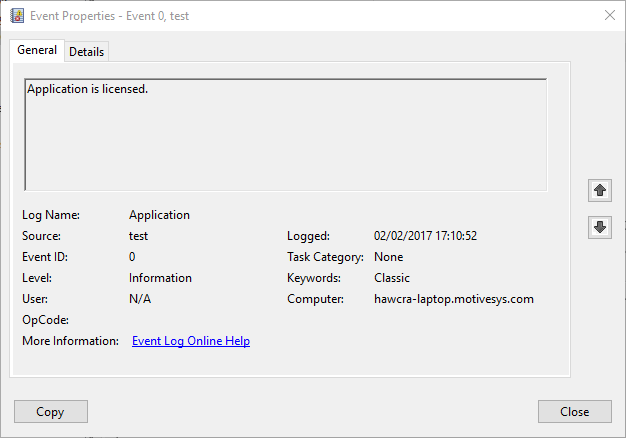 Event Properties - Event 0, test
General Details
Application is licensed.
Log Name: Application
Source: test Logged: 02/02/2017 17:10:52
Event ID: 0 Task Category: None
Level: Information Keywords: Classic
User: N/A Computer: hawcra-laptop.motivesys.com
OpCode:
More Information: Event Log Online Help
Copy Close